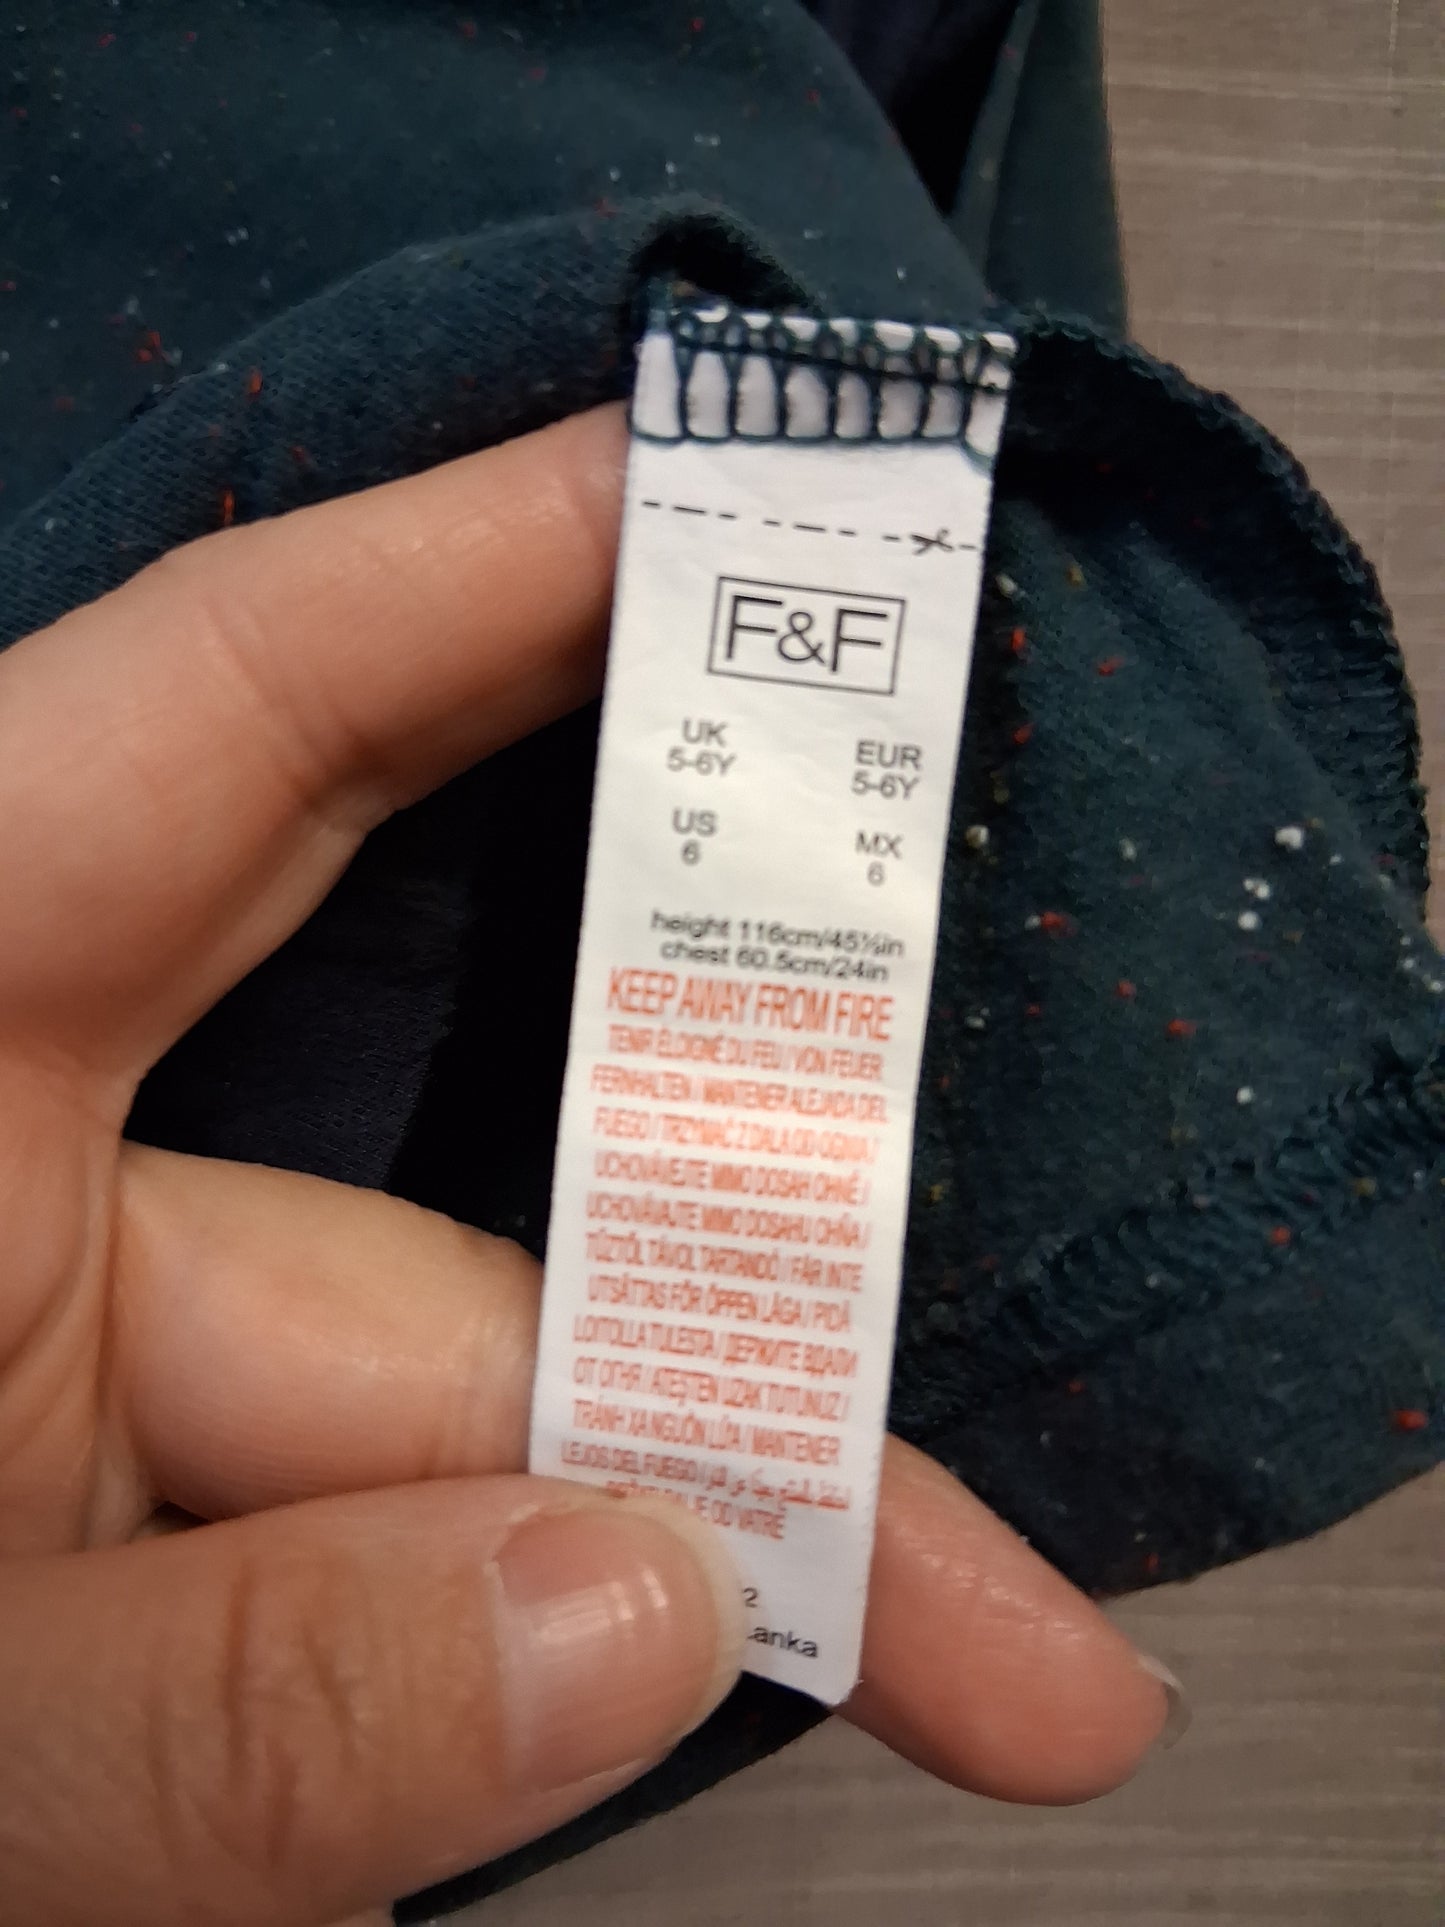 F&F
UK
5-6Y
EUR
5-6Y
US
6
MX
6
height 116cm/45½in
chest 60.5cm/24in
KEEP AWAY FROM FIRE
TENIR ÉLOIGNÉ DU FEU / VON FEUER
FERNHALTEN / MANTENER ALEJADA DEL
FUEGO / TRZYMAĆ Z DALA OD OGNIA /
UCHOVÁVEJTE MIMO DOSAH OHNĚ /
UCHOVÁVAJTE MIMO DOSAHU OHŇA /
TŰZTŐL TÁVOL TARTANDÓ / FÅR INTE
UTSÄTTAS FÖR ÖPPEN LÅGA / PIDÄ
LOITOLLA TULESTA / ДЕРЖИТЕ ВДАЛИ
ОТ ОГНЯ / ATEŞTEN UZAK TUTUNUZ /
TRÁNH XA NGUỒN LỬA / MANTENER
LEJOS DEL FUEGO /
OD VATRE
2
Lanka